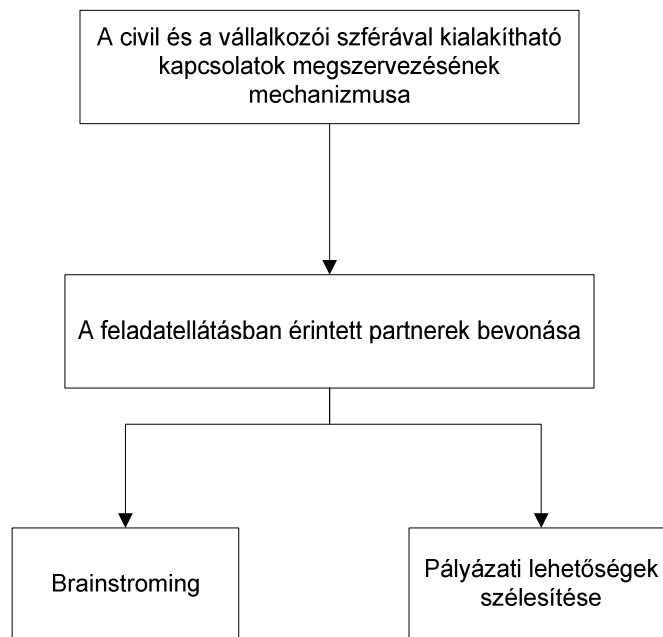 A civil és a vállalkozói szférával kialakítható
kapcsolatok megszervezésének
mechanizmusa
A feladatellátásban érintett partnerek bevonása
Brainstroming
Pályázati lehetőségek
szélesítése